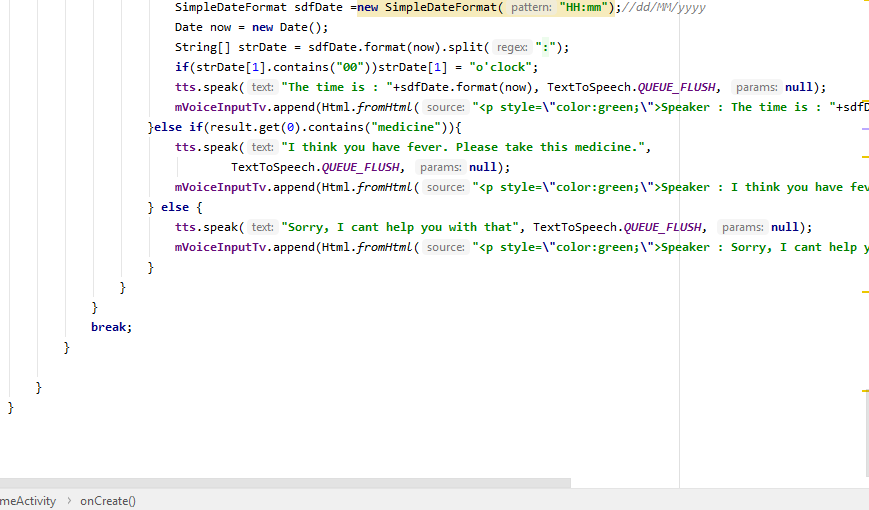 SimpleDateFormat sdfDate =new SimpleDateFormat( pattern: "HH:mm");//dd/MM/yyyy
Date now = new Date();
String[] strDate = sdfDate.format(now).split( regex: ":");
if(strDate[1].contains("00"))strDate[1] = "o'clock";
tts.speak( text: "The time is : "+sdfDate.format(now), TextToSpeech.QUEUE_FLUSH, params: null);
mVoiceInputTv.append(Html.fromHtml( source: "<p style=\"color:green;\">Speaker : The time is : "+sdfD
}else if(result.get(0).contains("medicine")){
tts.speak( text: "I think you have fever. Please take this medicine.",
TextToSpeech.QUEUE_FLUSH, params: null);
mVoiceInputTv.append(Html.fromHtml( source: "<p style=\"color:green;\">Speaker : I think you have fev
} else {
tts.speak( text: "Sorry, I cant help you with that", TextToSpeech.QUEUE_FLUSH, params: null);
mVoiceInputTv.append(Html.fromHtml( source: "<p style=\"color:green;\">Speaker : Sorry, I cant help y
}
}
}
break;
}
}
}
meActivity > onCreate()